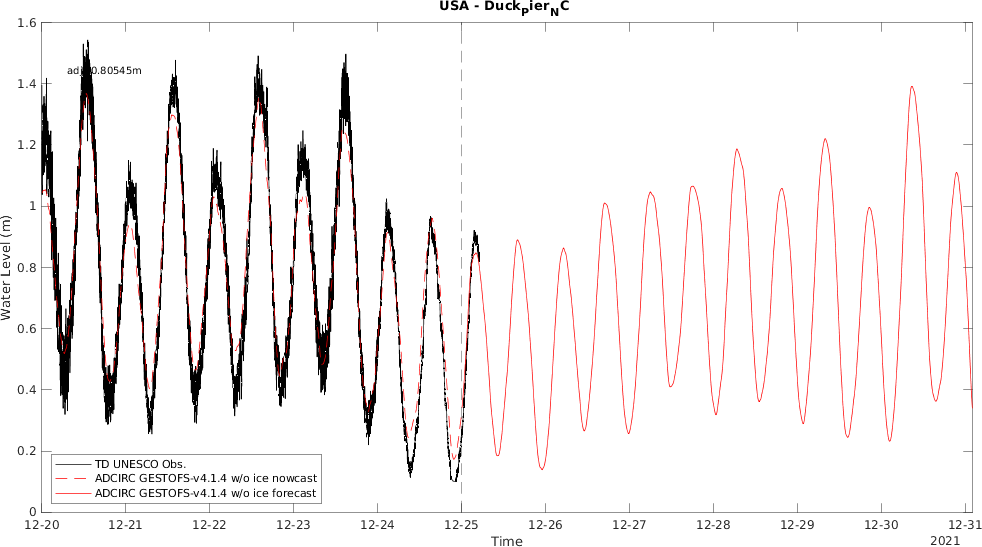 USA - DuckPierNC
1.6
1.4
1.2
1
0.8
0.6
0.4
0.2
0
Water Level (m)
0.80545m
TD UNESCO Obs.
ADCIRC GESTOFS-v4.1.4 w/o ice nowcast
ADCIRC GESTOFS-v4.1.4 w/o ice forecast
12-20 12-21 12-22 12-23 12-24 12-25 12-26 12-27 12-28 12-29 12-30 12-31
Time
2021